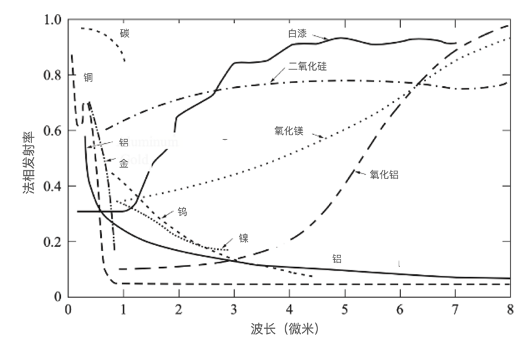 1.0
0.8
0.6
0.4
0.2
0
法相发射率
碳
铜
铝
金
白漆
二氧化硅
氧化镁
氧化铝
钨
镍
铝
0 1 2 3 4 5 6 7 8
波长（微米）